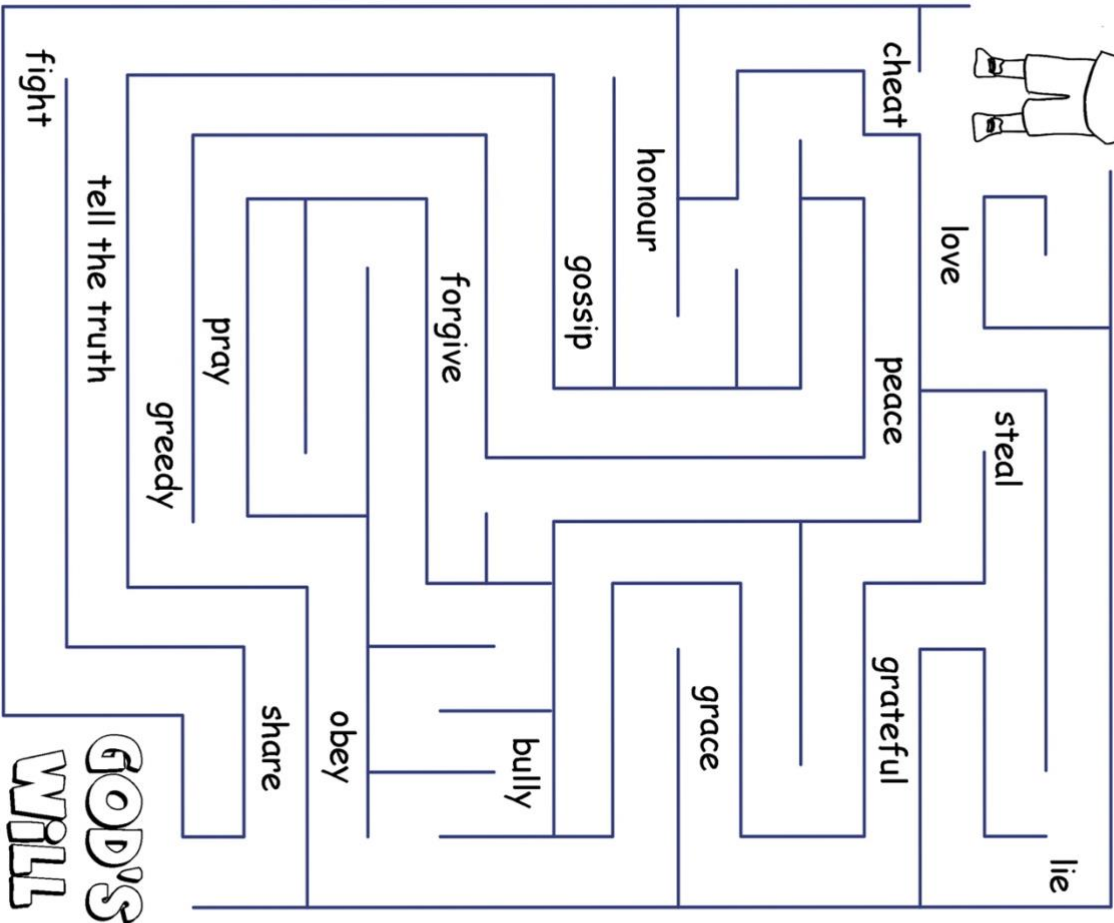 cheat
love
steal
lie
peace
grateful
honour
grace
gossip
bully
forgive
obey
share
pray
greedy
tell the truth
fight
GOD'S
WiLL